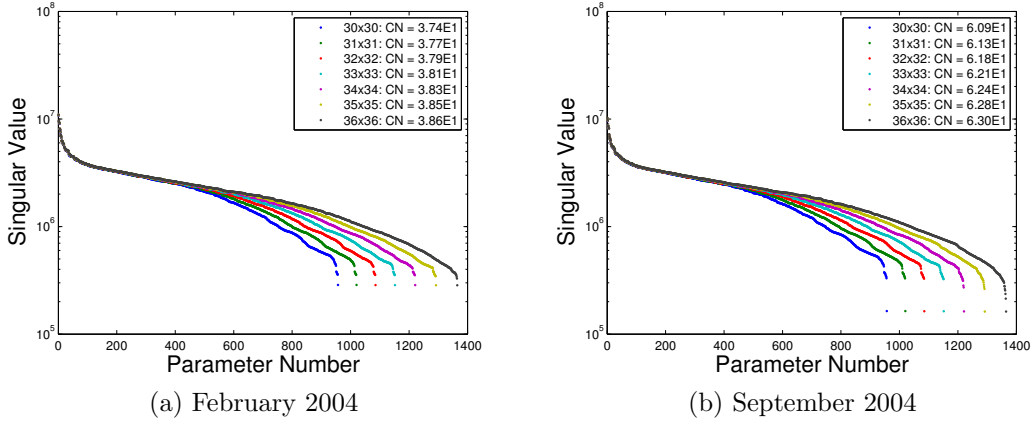 10^8
10^7
10^6
10^5
Singular Value
30x30: CN = 3.74E1
31x31: CN = 3.77E1
32x32: CN = 3.79E1
33x33: CN = 3.81E1
34x34: CN = 3.83E1
35x35: CN = 3.85E1
36x36: CN = 3.86E1
0 200 400 600 800 1000 1200 1400
Parameter Number
(a) February 2004
10^8
10^7
10^6
10^5
Singular Value
30x30: CN = 6.09E1
31x31: CN = 6.13E1
32x32: CN = 6.18E1
33x33: CN = 6.21E1
34x34: CN = 6.24E1
35x35: CN = 6.28E1
36x36: CN = 6.30E1
0 200 400 600 800 1000 1200 1400
Parameter Number
(b) September 2004